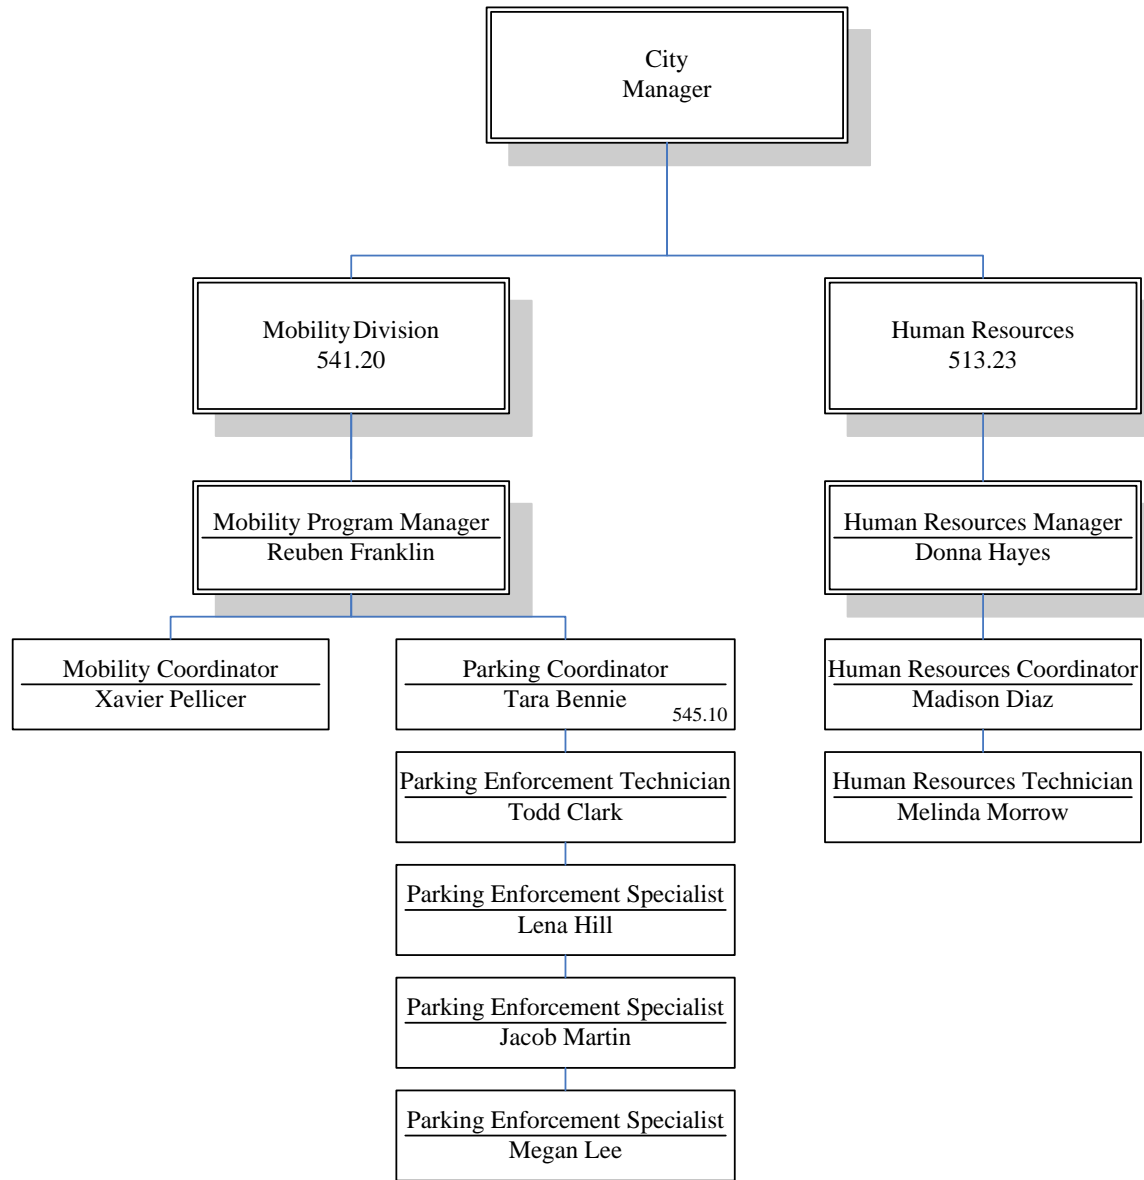 City
Manager
Mobility Division
541.20
Human Resources
513.23
Mobility Program Manager
Reuben Franklin
Human Resources Manager
Donna Hayes
Mobility Coordinator
Xavier Pellicer
Parking Coordinator
Tara Bennie
545.10
Human Resources Coordinator
Madison Diaz
Parking Enforcement Technician
Todd Clark
Human Resources Technician
Melinda Morrow
Parking Enforcement Specialist
Lena Hill
Parking Enforcement Specialist
Jacob Martin
Parking Enforcement Specialist
Megan Lee